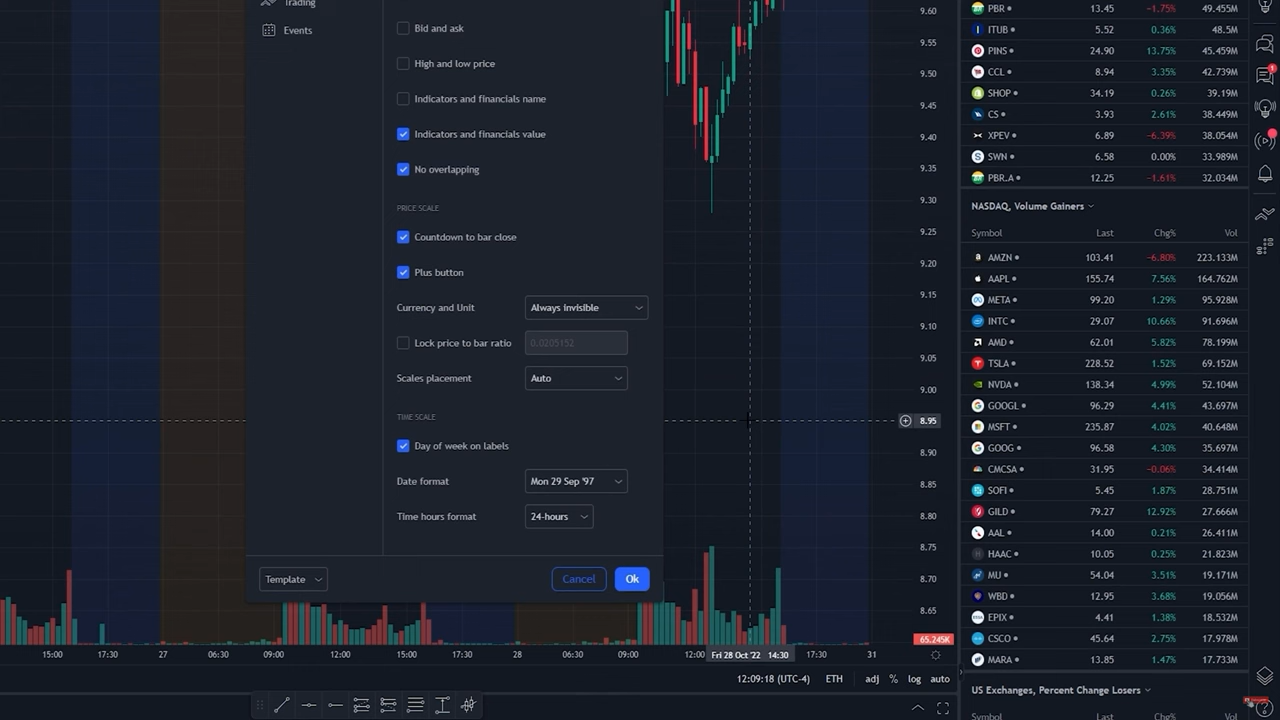 Trading
Events
Bid and ask
High and low price
Indicators and financials name
Indicators and financials value
No overlapping
PRICE SCALE
Countdown to bar close
Plus button
Currency and Unit Always invisible
Lock price to bar ratio 0.0205152
Scales placement Auto
TIME SCALE
Day of week on labels
Date format Mon 29 Sep '97
Time hours format 24-hours
Template Cancel Ok
9.60
9.55
9.50
9.45
9.40
9.35
9.30
9.25
9.20
9.15
9.10
9.05
9.00
8.95
8.90
8.85
8.80
8.75
8.70
8.65
65.245K
15:00 17:30 27 06:30 09:00 12:00 15:00 17:30 28 06:30 09:00 12:00 Fri 28 Oct '22 14:30 17:30 31
12:09:18 (UTC-4) ETH adj % log auto
PBR 13.45 −1.75% 49.455M
ITUB 5.52 0.36% 48.5M
PINS 24.90 13.75% 45.459M
CCL 8.94 3.35% 42.739M
SHOP 34.19 0.26% 39.19M
CS 3.93 2.61% 38.449M
XPEV 6.89 −6.39% 38.054M
SWN 6.58 0.00% 33.989M
PBR.A 12.25 −1.61% 32.034M
NASDAQ, Volume Gainers
Symbol Last Chg% Vol
AMZN 103.41 −6.80% 223.133M
AAPL 155.74 7.56% 164.762M
META 99.20 1.29% 95.928M
INTC 29.07 10.66% 91.696M
AMD 62.01 5.82% 78.199M
TSLA 228.52 1.52% 69.152M
NVDA 138.34 4.99% 52.104M
GOOGL 96.29 4.41% 43.697M
MSFT 235.87 4.02% 40.648M
GOOG 96.58 4.30% 35.697M
CMCSA 31.95 −0.06% 34.414M
SOFI 5.45 1.87% 28.751M
GILD 79.27 12.92% 27.666M
AAL 14.00 0.21% 26.411M
HAAC 10.05 0.25% 21.823M
MU 54.04 3.51% 19.171M
WBD 12.95 3.68% 19.056M
EPIX 4.41 1.38% 18.532M
CSCO 45.64 2.75% 17.978M
MARA 13.85 1.47% 17.733M
US Exchanges, Percent Change Losers
Symbol Last Chg% Vol